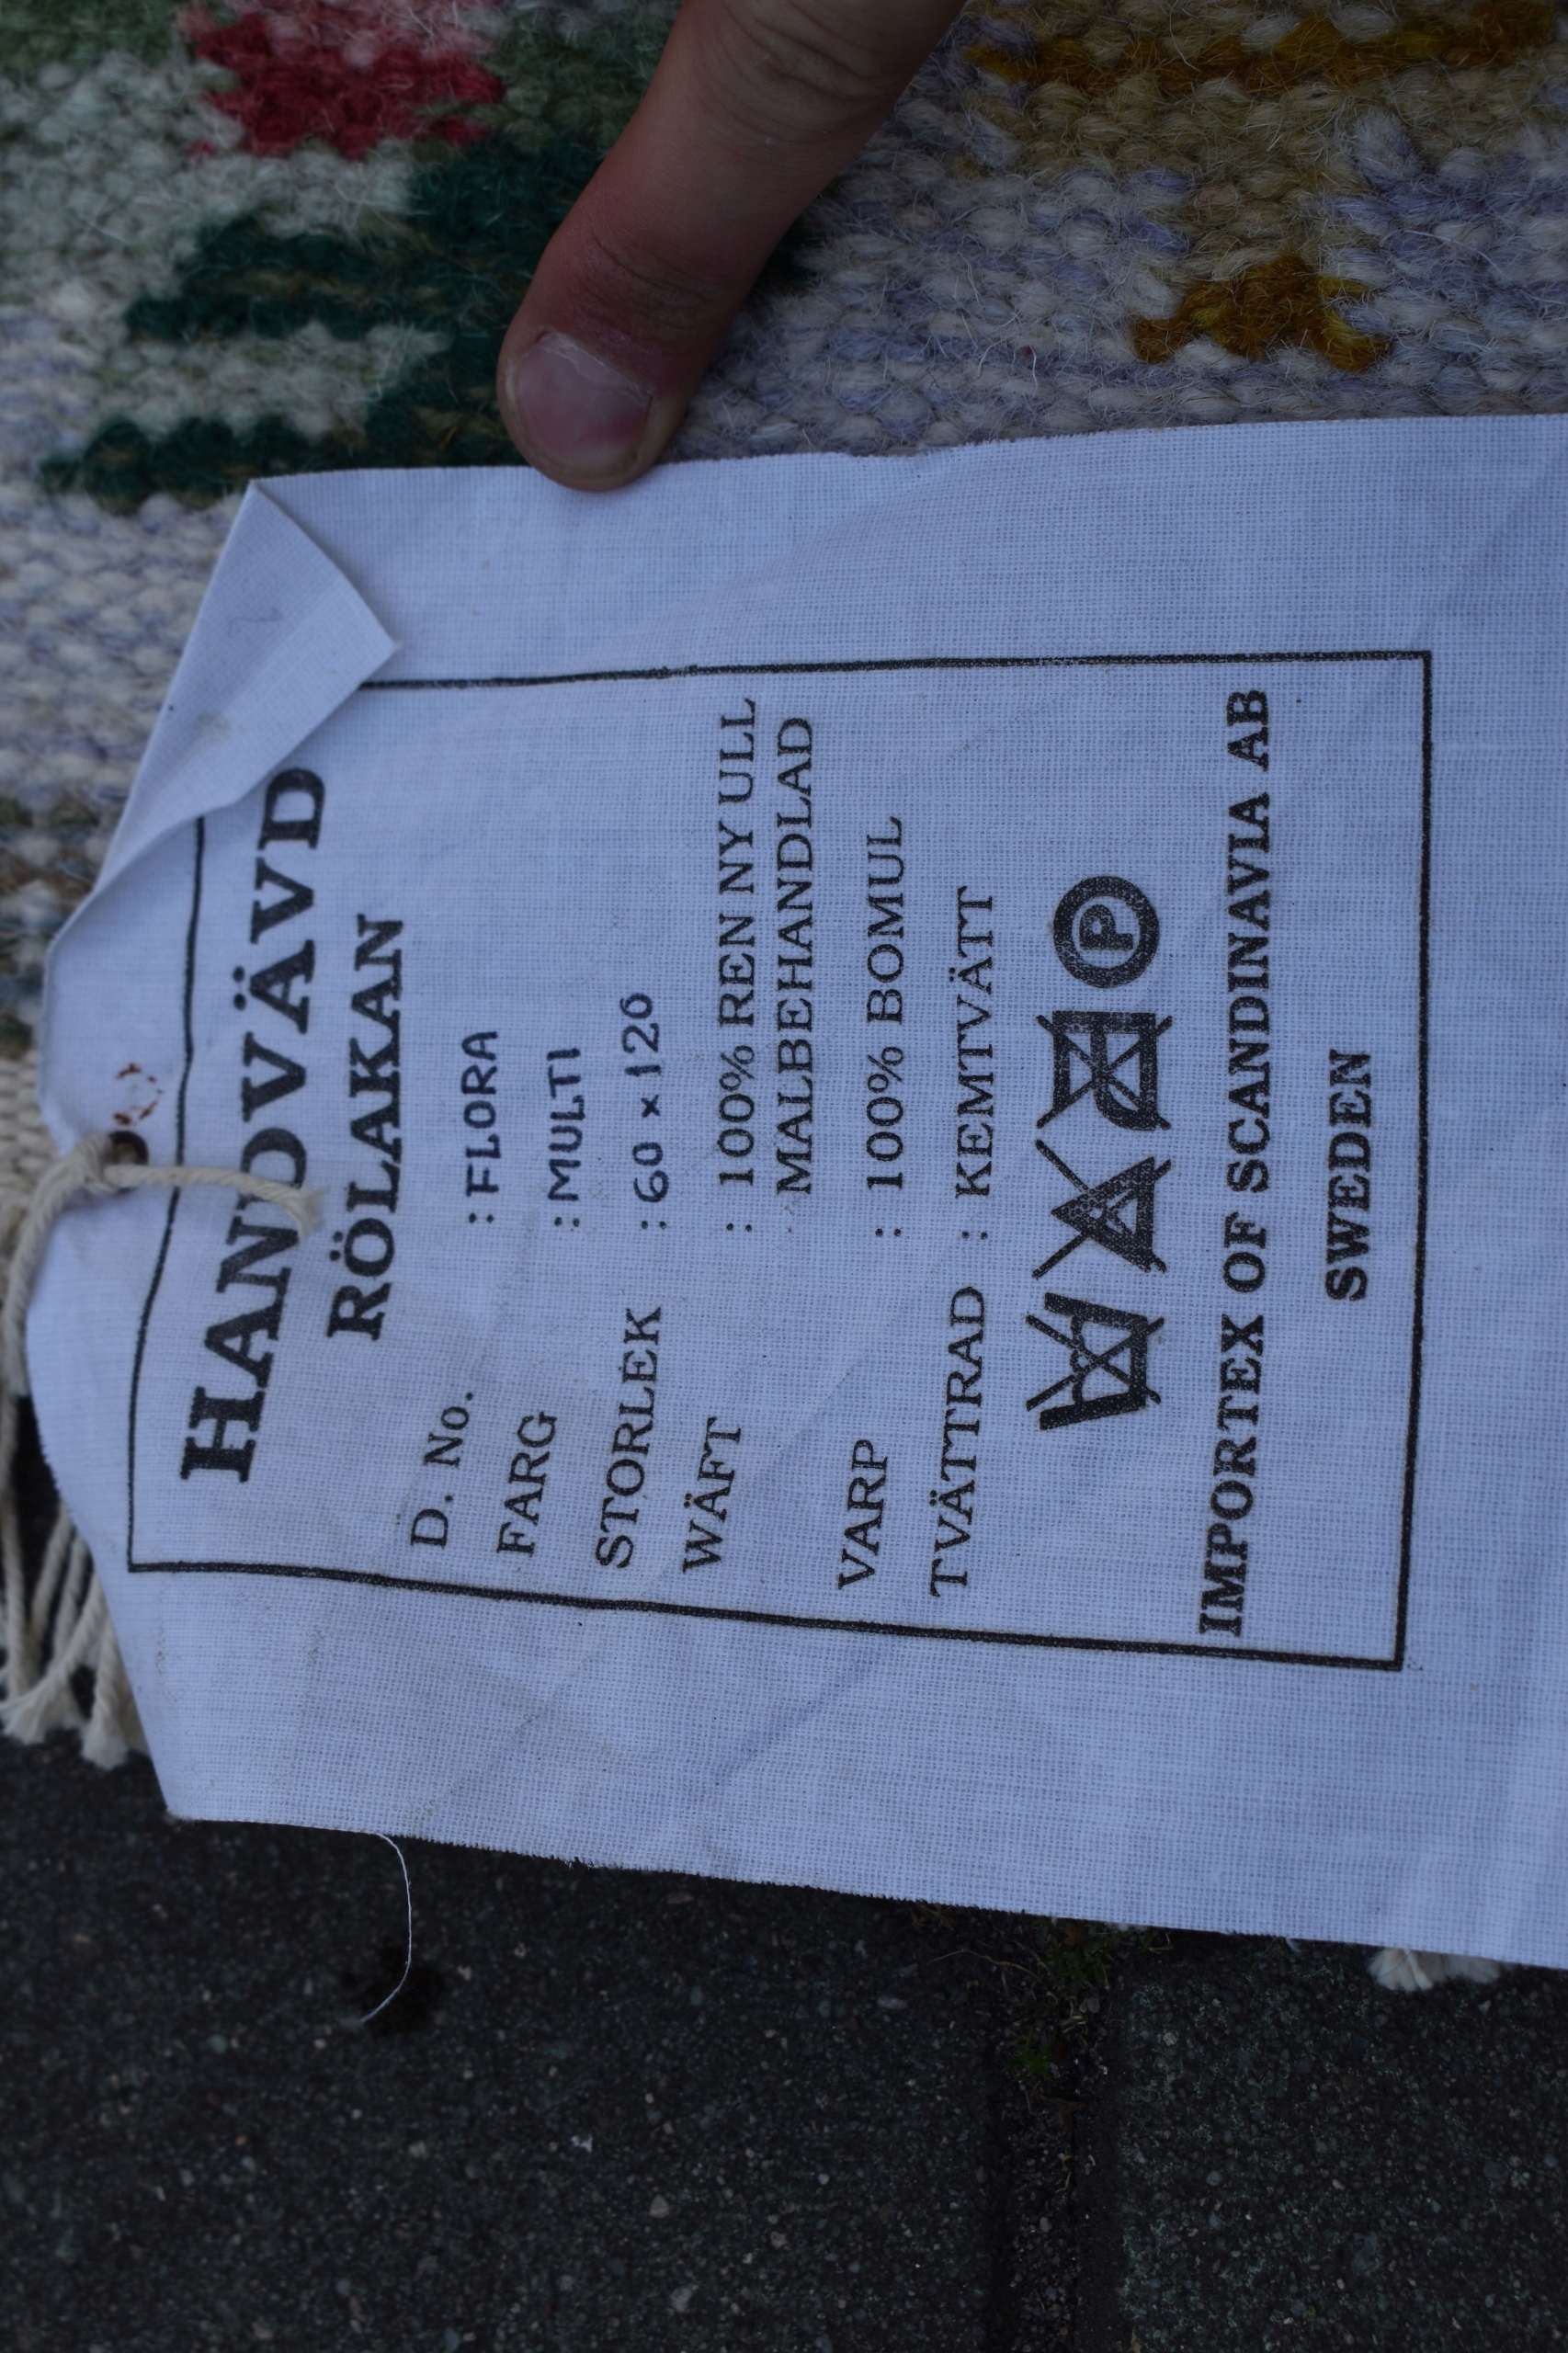 HANDVÄVD
RÖLAKAN
D. No. : FLORA
FARG : MULTI
STORLEK : 60 x 120
WÄFT : 100% REN NY ULL
MALBEHANDLAD
VARP : 100% BOMUL
TVÄTTRAD : KEMTVÄTT
P
IMPORTEX OF SCANDINAVIA AB
SWEDEN